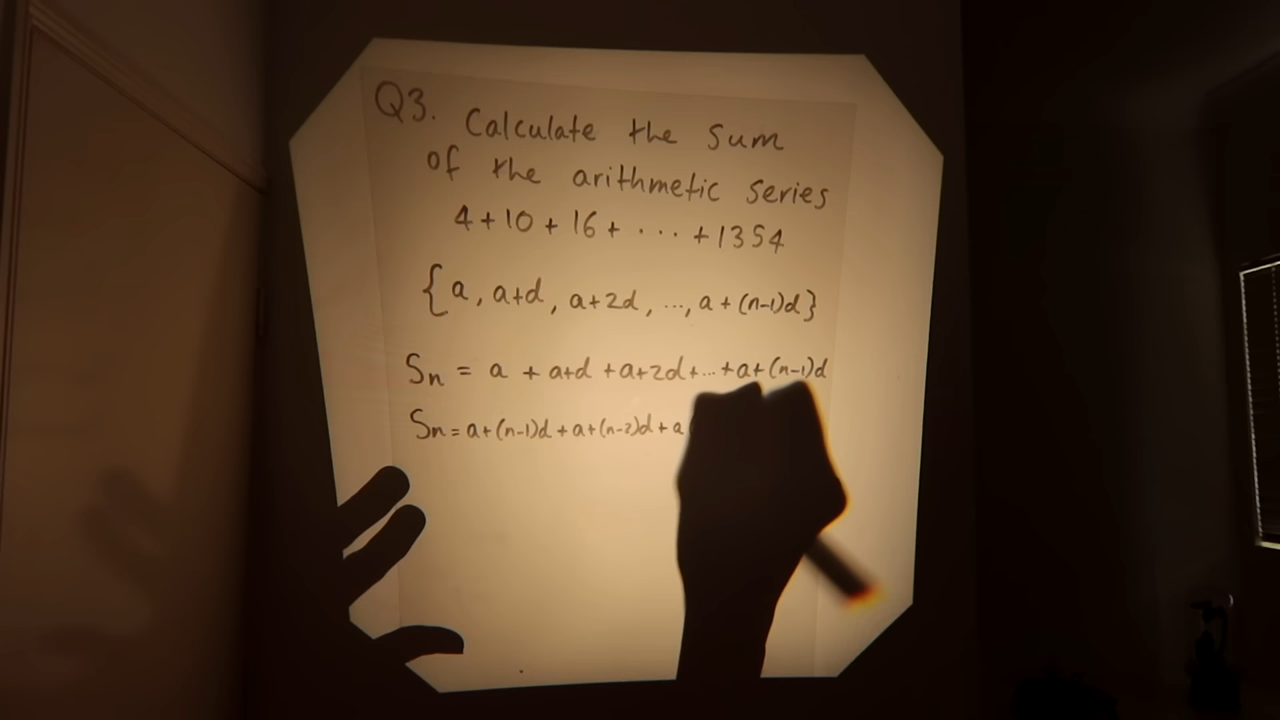 Q3. Calculate the sum
of the arithmetic series
4+10+16+ ··· +1354
{a, a+d, a+2d, ..., a+(n-1)d}
Sn = a + a+d + a+2d+...+a+(n-1)d
Sn = a+(n-1)d + a+(n-2)d + a